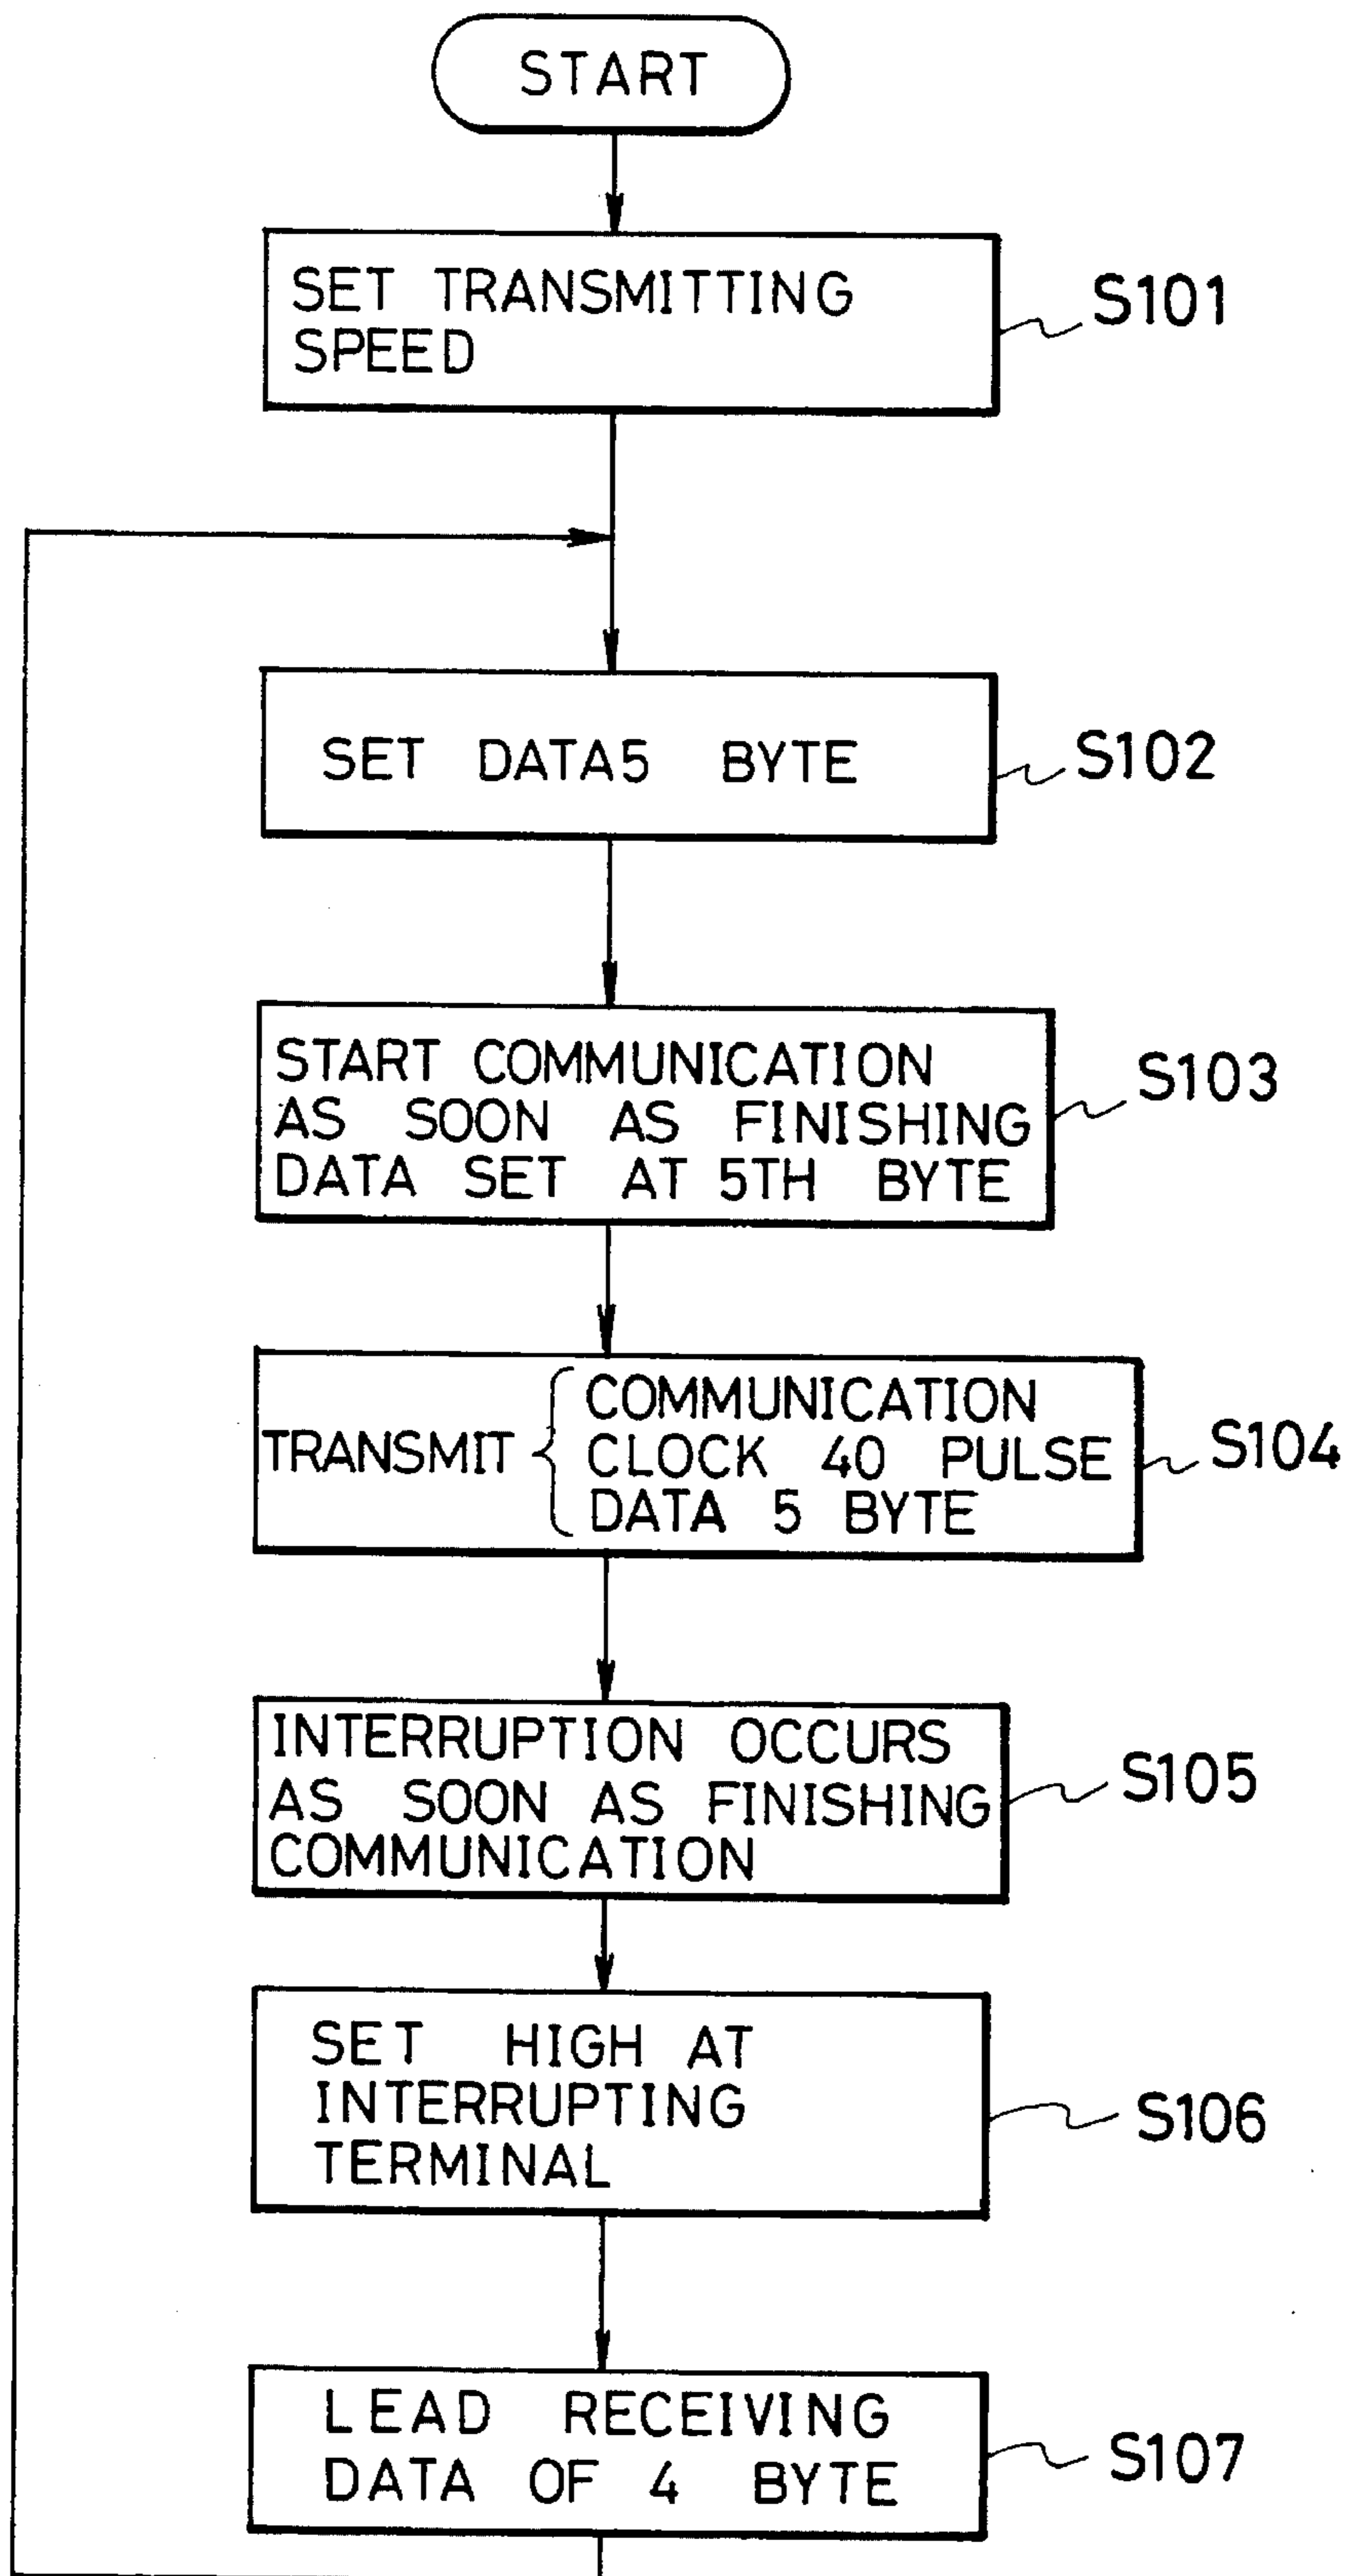 START
SET TRANSMITTING
SPEED
S101
SET DATA5 BYTE
S102
START COMMUNICATION
AS SOON AS FINISHING
DATA SET AT 5TH BYTE
S103
TRANSMIT
COMMUNICATION
CLOCK 40 PULSE
DATA 5 BYTE
S104
INTERRUPTION OCCURS
AS SOON AS FINISHING
COMMUNICATION
S105
SET HIGH AT
INTERRUPTING
TERMINAL
S106
LEAD RECEIVING
DATA OF 4 BYTE
S107